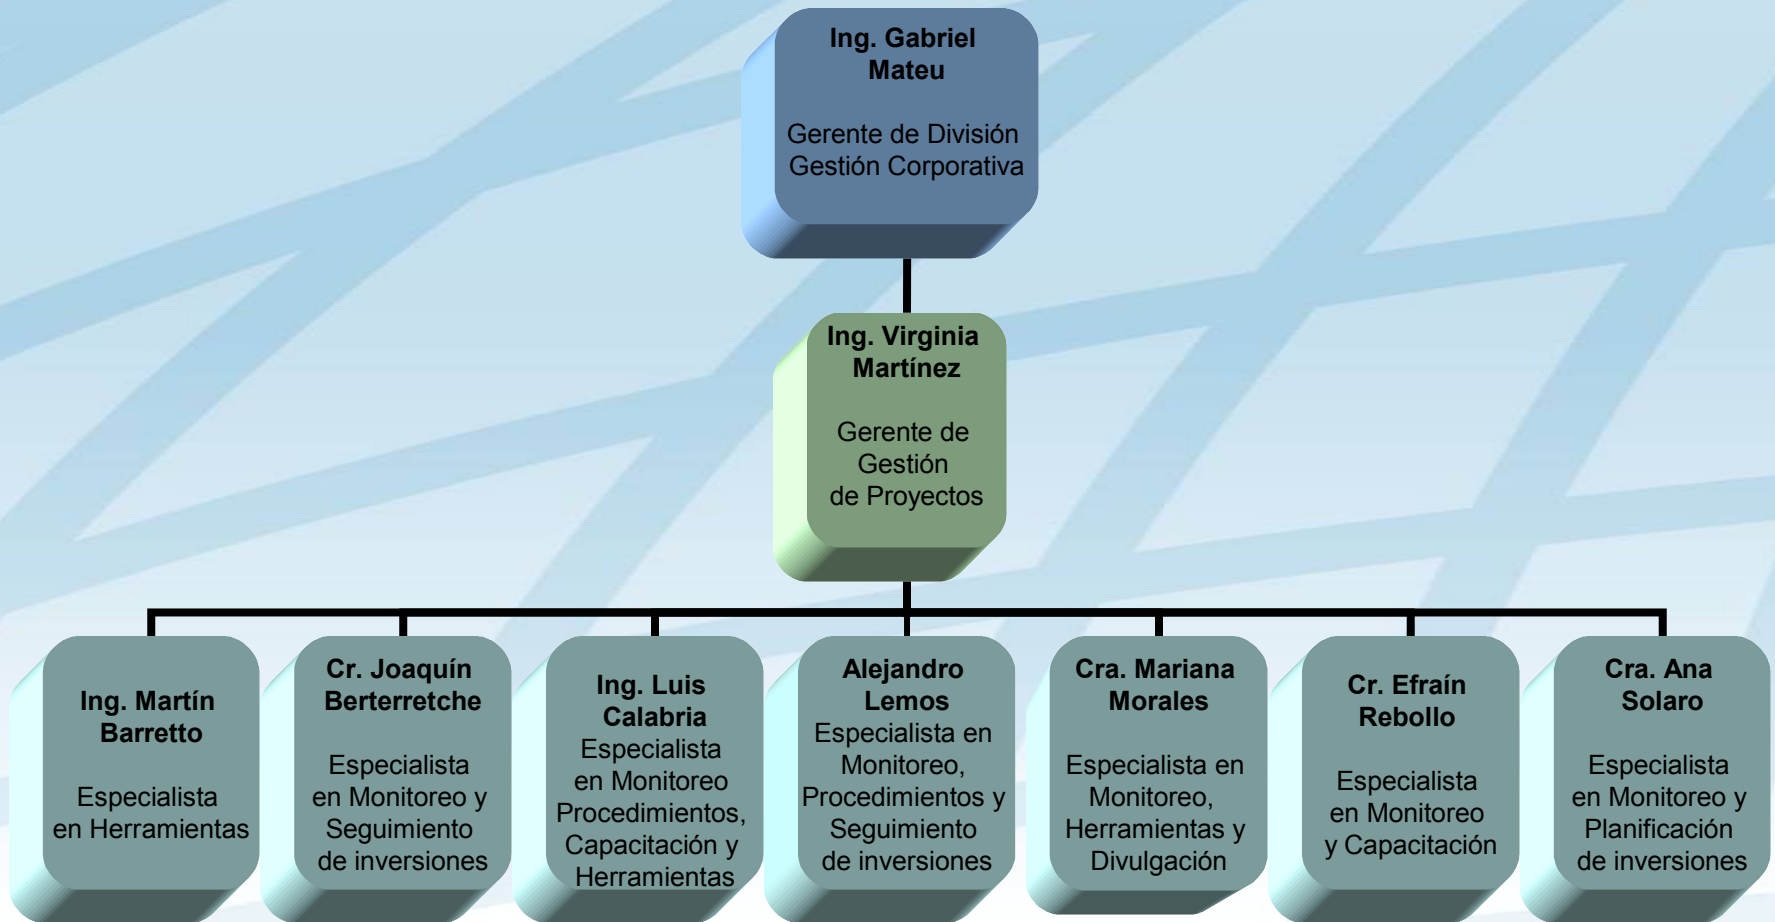 Ing. Gabriel
Mateu
Gerente de División
Gestión Corporativa
Ing. Virginia
Martínez
Gerente de
Gestión
de Proyectos
Ing. Martín
Barretto
Especialista
en Herramientas
Cr. Joaquín
Berterretche
Especialista
en Monitoreo y
Seguimiento
de inversiones
Ing. Luis
Calabria
Especialista
en Monitoreo
Procedimientos,
Capacitación y
Herramientas
Alejandro
Lemos
Especialista en
Monitoreo,
Procedimientos y
Seguimiento
de inversiones
Cra. Mariana
Morales
Especialista en
Monitoreo,
Herramientas y
Divulgación
Cr. Efraín
Rebollo
Especialista
en Monitoreo
y Capacitación
Cra. Ana
Solaro
Especialista
en Monitoreo y
Planificación
de inversiones